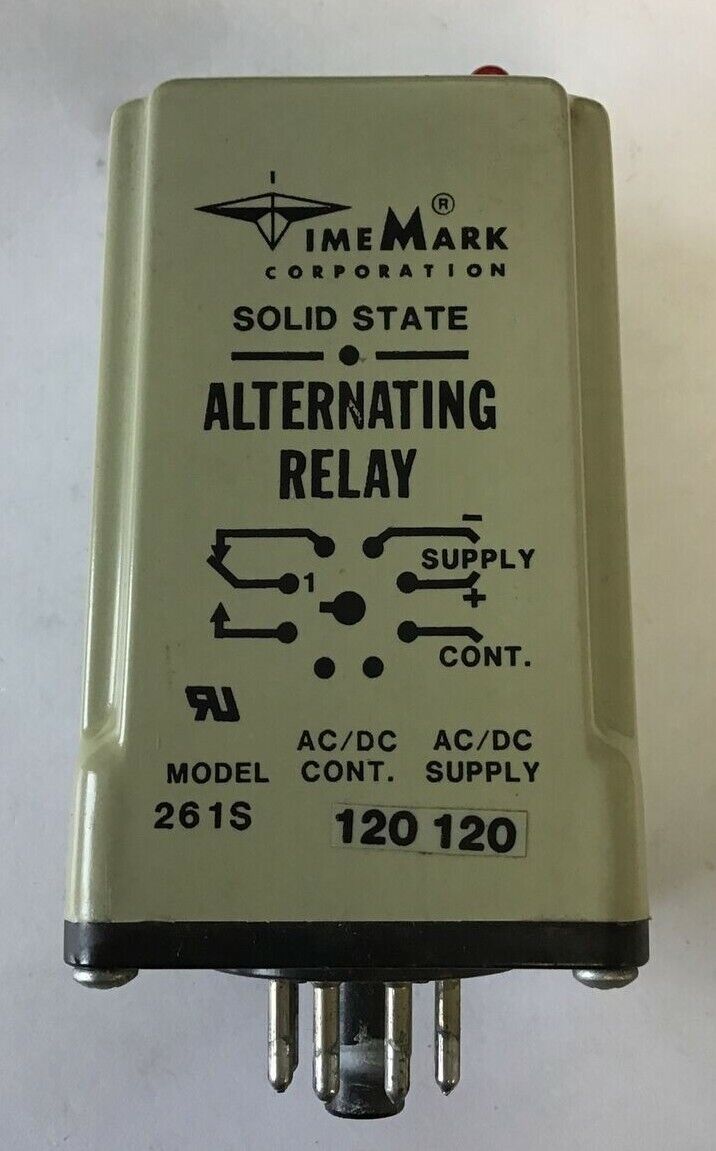 TIMEMARK ®
CORPORATION
SOLID STATE
ALTERNATING
RELAY
-
SUPPLY
1
+
CONT.
UR
AC/DC AC/DC
MODEL CONT. SUPPLY
261S 120 120